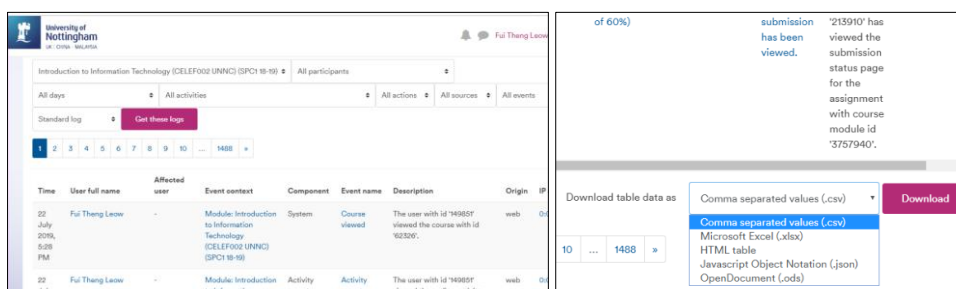 University of
Nottingham
UK | CHINA | MALAYSIA
Fui Theng Leow
Introduction to Information Technology (CELEF002 UNNC) (SPC1 18-19)
All participants
All days
All activities
All actions
All sources
All events
Standard log
Get these logs
1 2 3 4 5 6 7 8 9 10 ... 1488 »
Time User full name Affected user Event context Component Event name Description Origin IP
22 July 2019, 5:28 PM
Fui Theng Leow
-
Module: Introduction
to Information
Technology
(CELEF002 UNNC)
(SPC1 18-19)
System
Course
viewed
The user with id '149851'
viewed the course with id
'62326'.
web
22
Fui Theng Leow
-
Module: Introduction
Activity
Activity
The user with id '149851'
web
of 60%)
submission
has been
viewed.
'213910' has
viewed the
submission
status page
for the
assignment
with course
module id
'3757940'.
Download table data as
Comma separated values (.csv)
Download
Comma separated values (.csv)
Microsoft Excel (.xlsx)
HTML table
Javascript Object Notation (.json)
OpenDocument (.ods)
10 ... 1488 »